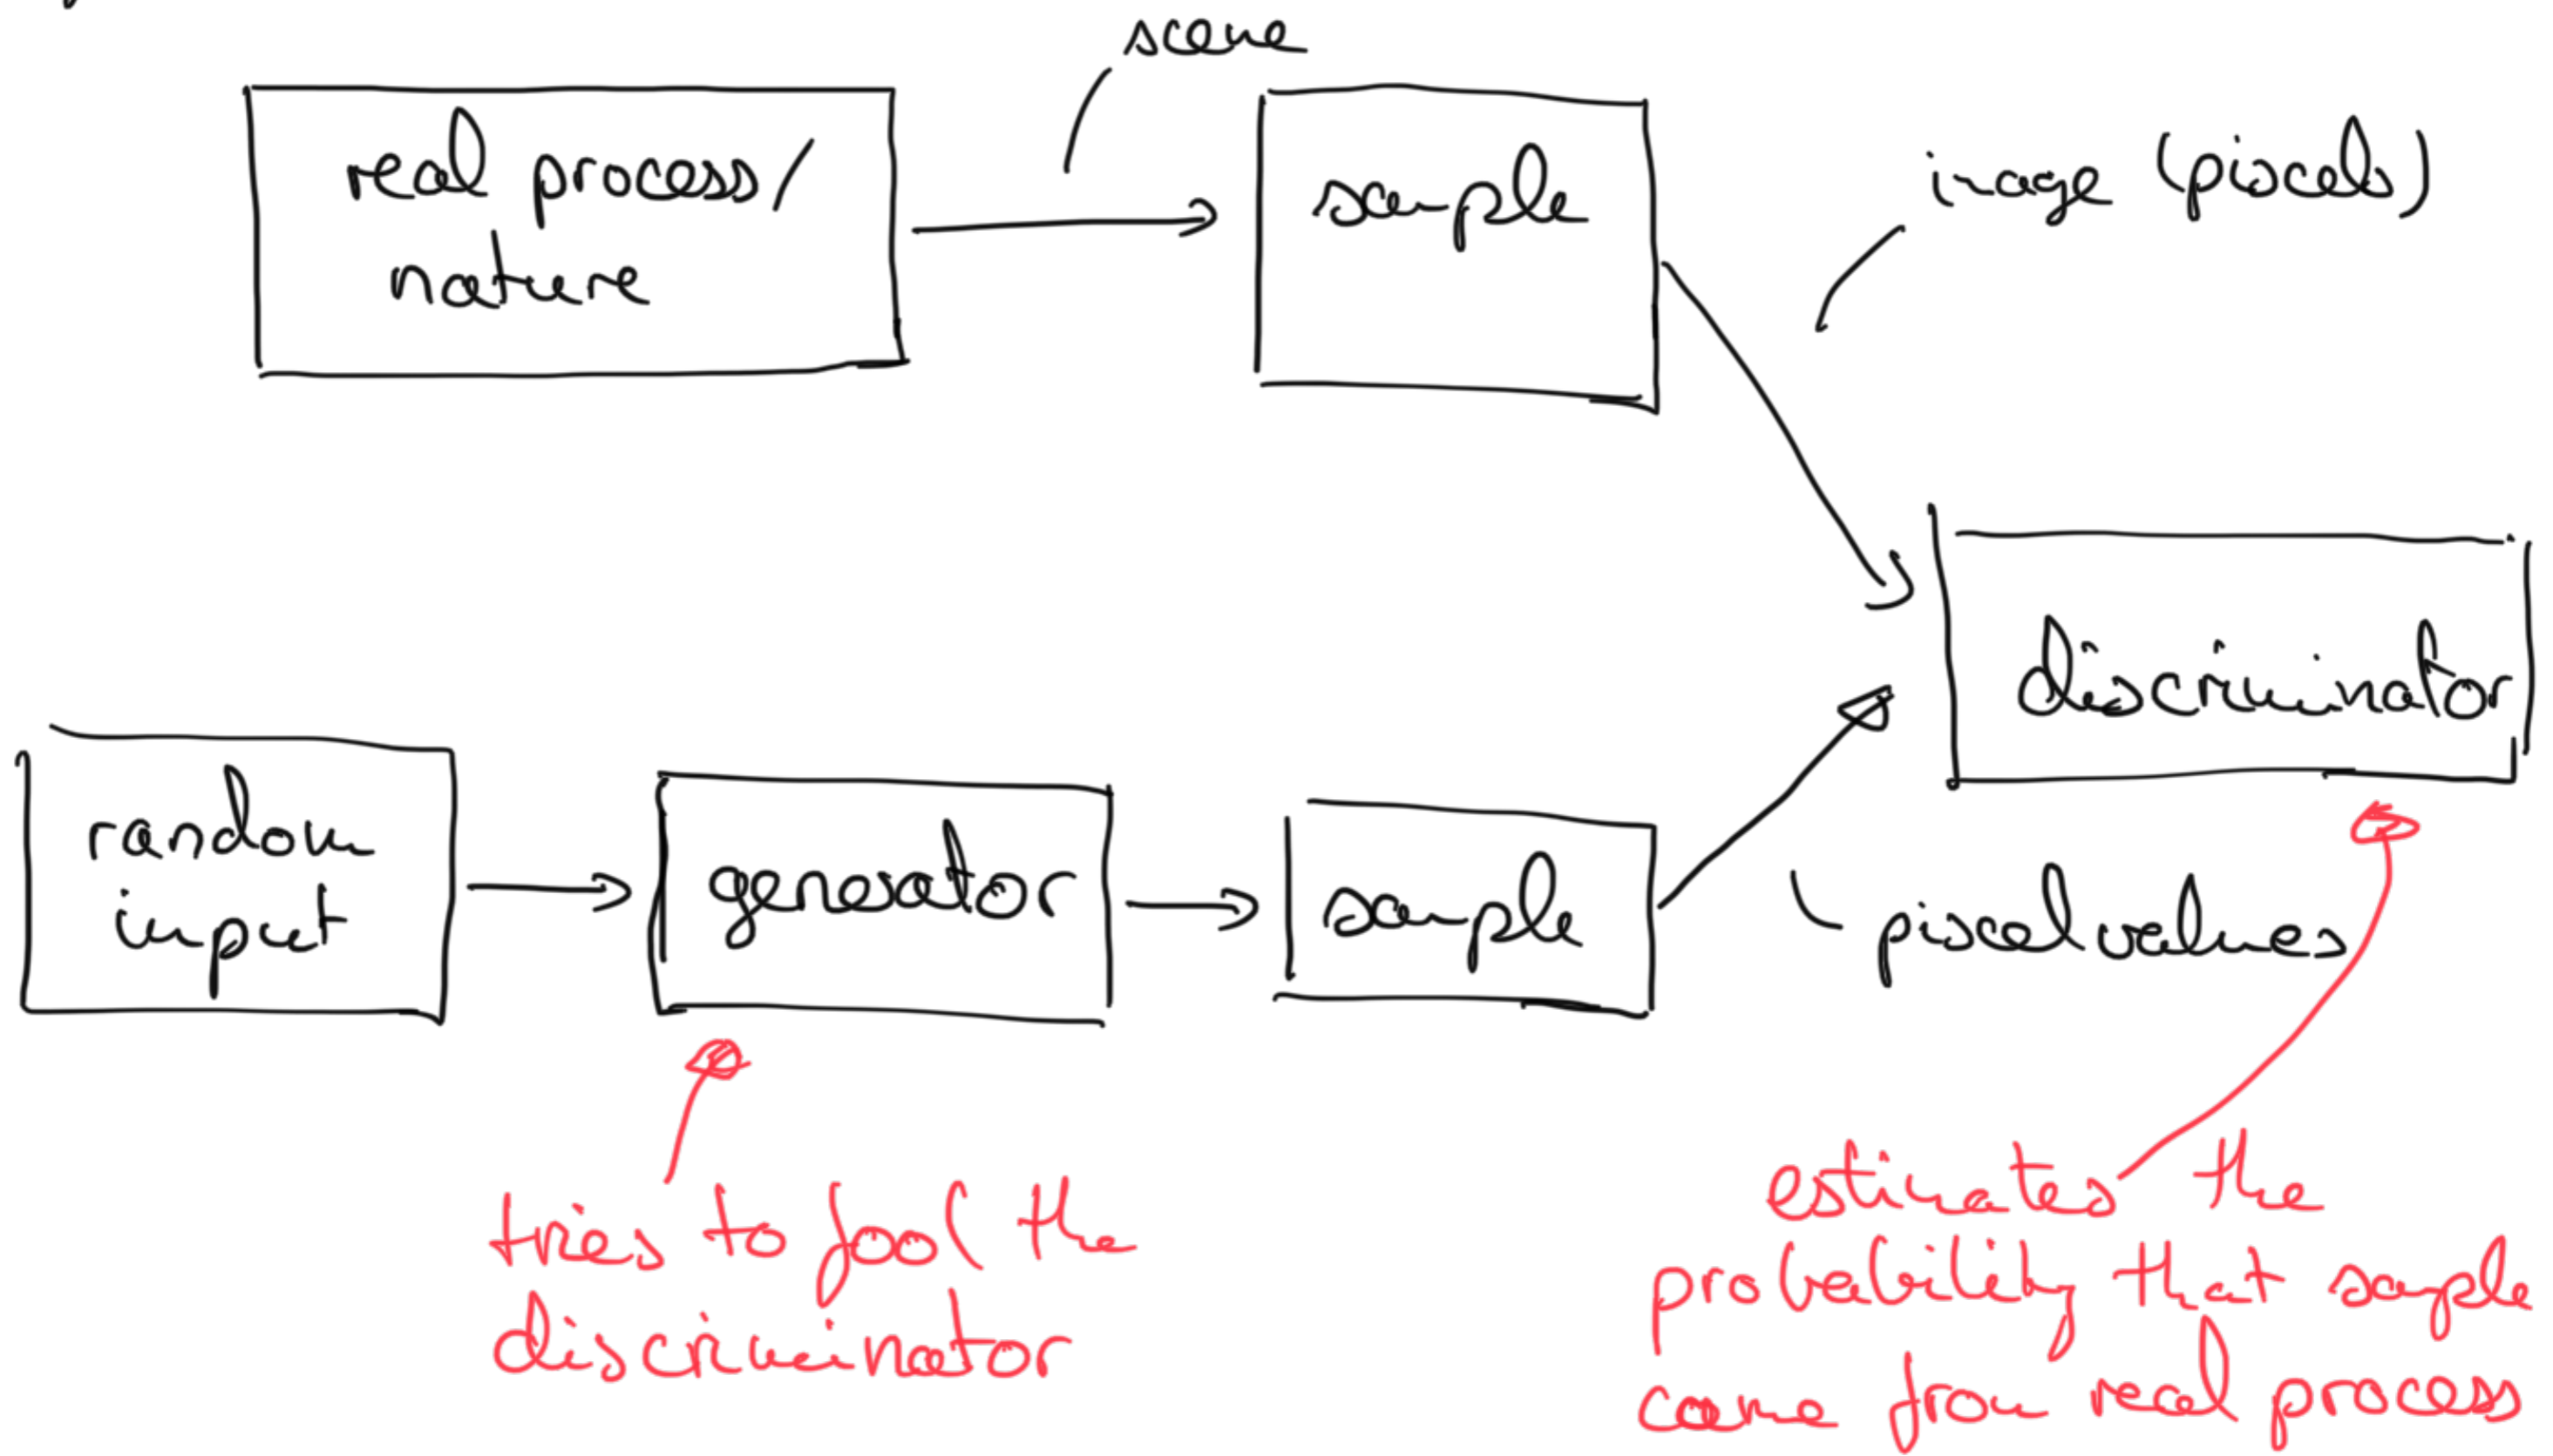 scene
real process/
nature
sample
image (pixels)
discriminator
random
input
generator
sample
pixel values
tries to fool the
discriminator
estimates the
probability that sample
came from real process